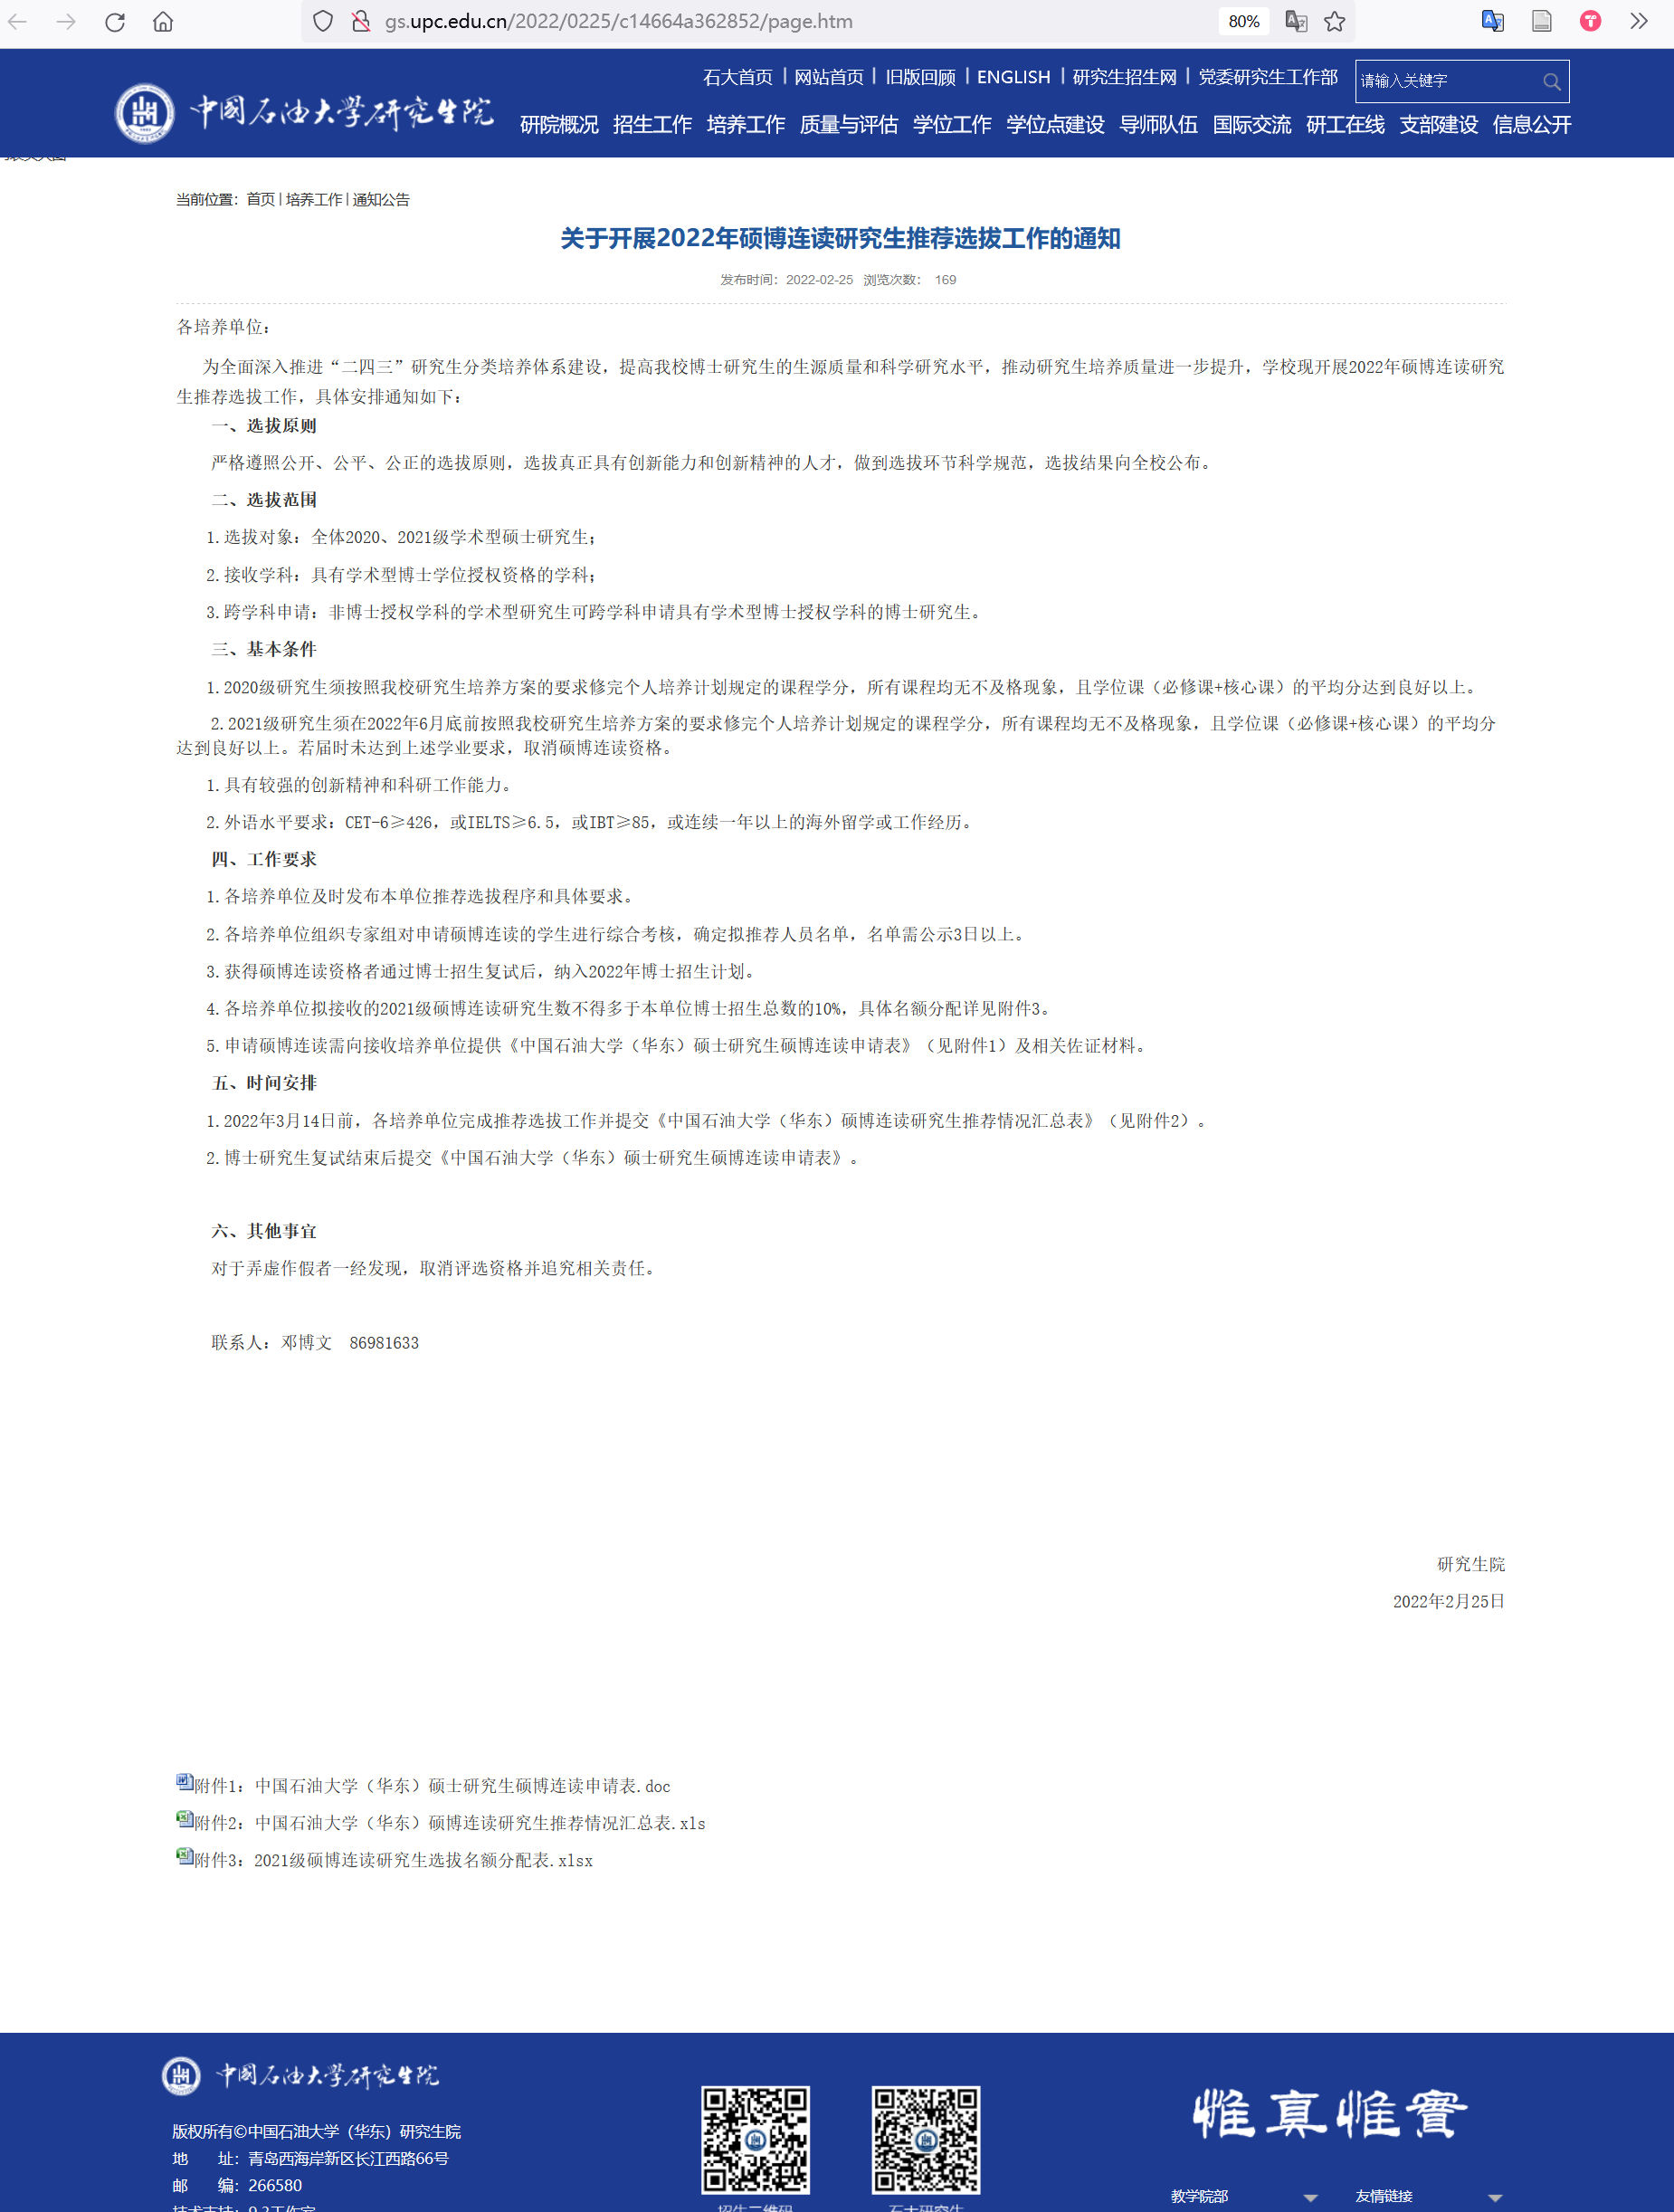 gs.upc.edu.cn/2022/0225/c14664a362852/page.htm 80%
石大首页 | 网站首页 | 旧版回顾 | ENGLISH | 研究生招生网 | 党委研究生工作部 请输入关键字
中國石油大學研究生院
研院概况 招生工作 培养工作 质量与评估 学位工作 学位点建设 导师队伍 国际交流 研工在线 支部建设 信息公开
当前位置：首页 | 培养工作 | 通知公告
关于开展2022年硕博连读研究生推荐选拔工作的通知
发布时间：2022-02-25 浏览次数： 169
各培养单位：
为全面深入推进“二四三”研究生分类培养体系建设，提高我校博士研究生的生源质量和科学研究水平，推动研究生培养质量进一步提升，学校现开展2022年硕博连读研究
生推荐选拔工作，具体安排通知如下：
一、选拔原则
严格遵照公开、公平、公正的选拔原则，选拔真正具有创新能力和创新精神的人才，做到选拔环节科学规范，选拔结果向全校公布。
二、选拔范围
1.选拔对象：全体2020、2021级学术型硕士研究生；
2.接收学科：具有学术型博士学位授权资格的学科；
3.跨学科申请：非博士授权学科的学术型研究生可跨学科申请具有学术型博士授权学科的博士研究生。
三、基本条件
1.2020级研究生须按照我校研究生培养方案的要求修完个人培养计划规定的课程学分，所有课程均无不及格现象，且学位课（必修课+核心课）的平均分达到良好以上。
2.2021级研究生须在2022年6月底前按照我校研究生培养方案的要求修完个人培养计划规定的课程学分，所有课程均无不及格现象，且学位课（必修课+核心课）的平均分
达到良好以上。若届时未达到上述学业要求，取消硕博连读资格。
1.具有较强的创新精神和科研工作能力。
2.外语水平要求：CET-6≥426，或IELTS≥6.5，或IBT≥85，或连续一年以上的海外留学或工作经历。
四、工作要求
1.各培养单位及时发布本单位推荐选拔程序和具体要求。
2.各培养单位组织专家组对申请硕博连读的学生进行综合考核，确定拟推荐人员名单，名单需公示3日以上。
3.获得硕博连读资格者通过博士招生复试后，纳入2022年博士招生计划。
4.各培养单位拟接收的2021级硕博连读研究生数不得多于本单位博士招生总数的10%，具体名额分配详见附件3。
5.申请硕博连读需向接收培养单位提供《中国石油大学（华东）硕士研究生硕博连读申请表》（见附件1）及相关佐证材料。
五、时间安排
1.2022年3月14日前，各培养单位完成推荐选拔工作并提交《中国石油大学（华东）硕博连读研究生推荐情况汇总表》（见附件2）。
2.博士研究生复试结束后提交《中国石油大学（华东）硕士研究生硕博连读申请表》。
六、其他事宜
对于弄虚作假者一经发现，取消评选资格并追究相关责任。
联系人：邓博文 86981633
研究生院
2022年2月25日
附件1：中国石油大学（华东）硕士研究生硕博连读申请表.doc
附件2：中国石油大学（华东）硕博连读研究生推荐情况汇总表.xls
附件3：2021级硕博连读研究生选拔名额分配表.xlsx
中國石油大學研究生院
惟真惟實
版权所有©中国石油大学（华东）研究生院
地 址：青岛西海岸新区长江西路66号
邮 编：266580
技术支持：9.3工作室
招生二维码 石大研究生
教学院部 友情链接